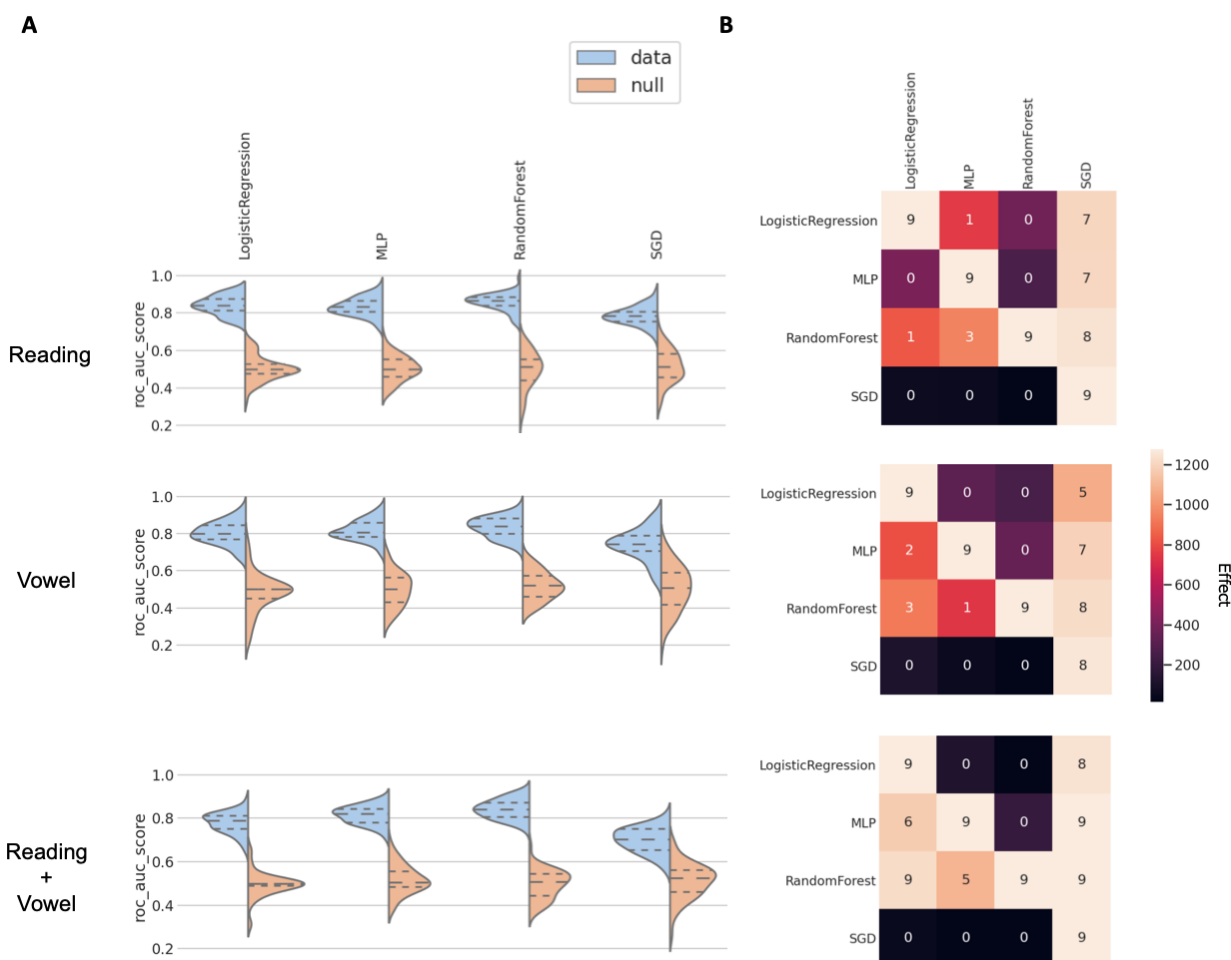 A
B
data
null
LogisticRegression
MLP
RandomForest
SGD
LogisticRegression
MLP
RandomForest
SGD
Reading
roc_auc_score
1.0
0.8
0.6
0.4
0.2
LogisticRegression 9 1 0 7
MLP 0 9 0 7
RandomForest 1 3 9 8
SGD 0 0 0 9
Vowel
roc_auc_score
1.0
0.8
0.6
0.4
0.2
LogisticRegression 9 0 0 5
MLP 2 9 0 7
RandomForest 3 1 9 8
SGD 0 0 0 8
1200
1000
800
600
400
200
Effect
Reading
+
Vowel
roc_auc_score
1.0
0.8
0.6
0.4
0.2
LogisticRegression 9 0 0 8
MLP 6 9 0 9
RandomForest 9 5 9 9
SGD 0 0 0 9